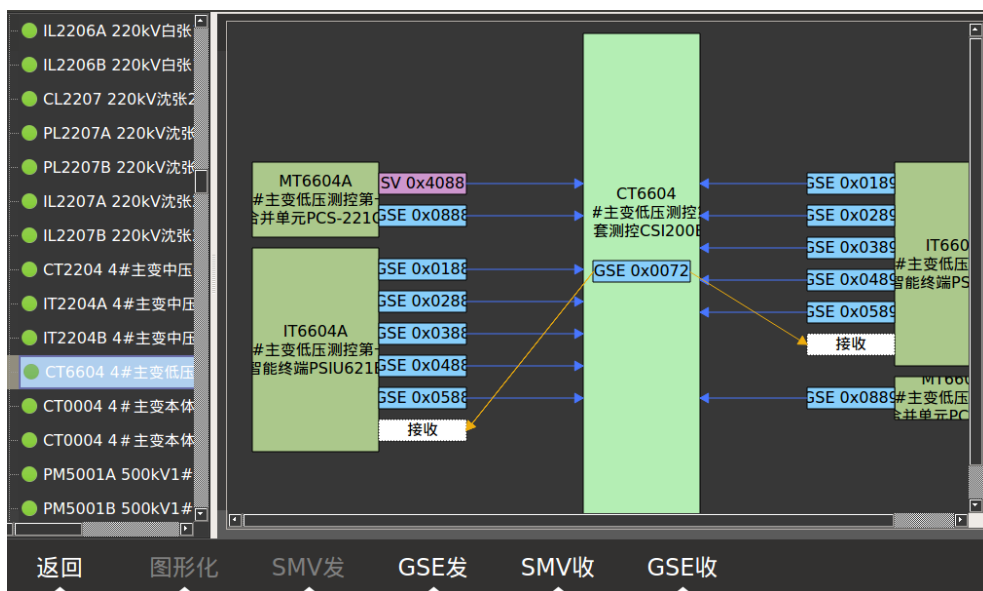 IL2206A 220kV白张
IL2206B 220kV白张
CL2207 220kV沈张2
PL2207A 220kV沈张
PL2207B 220kV沈张
IL2207A 220kV沈张
IL2207B 220kV沈张
CT2204 4#主变中压
IT2204A 4#主变中压
IT2204B 4#主变中压
CT6604 4#主变低压
CT0004 4#主变本体
CT0004 4#主变本体
PM5001A 500kV1#
PM5001B 500kV1#
MT6604A
#主变低压测控第一
合并单元PCS-221G
SV 0x4088
GSE 0x0888
IT6604A
#主变低压测控第一
智能终端PSIU621
GSE 0x0188
GSE 0x0288
GSE 0x0388
GSE 0x0488
GSE 0x0588
接收
CT6604
#主变低压测控
套测控CSI200E
GSE 0x0072
GSE 0x0189
GSE 0x0289
GSE 0x0389
GSE 0x0489
GSE 0x0589
接收
IT660
#主变低压
智能终端PS
GSE 0x0889
MT660
#主变低压
合并单元PC
返回
图形化
SMV发
GSE发
SMV收
GSE收